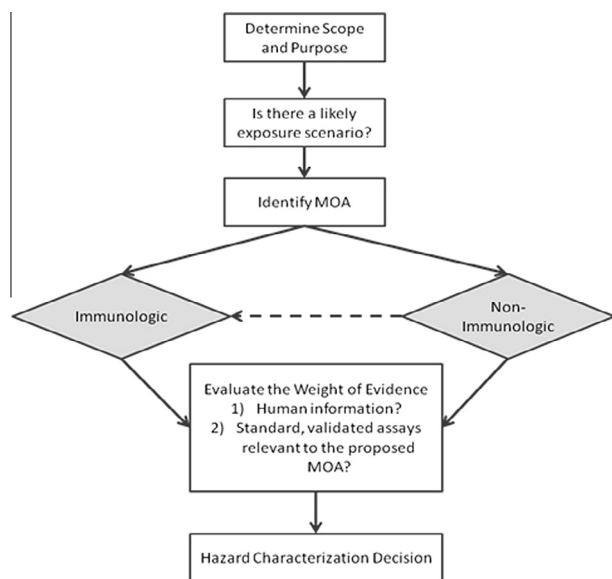 Determine Scope
and Purpose
Is there a likely
exposure scenario?
Identify MOA
Immunologic
Non-
Immunologic
Evaluate the Weight of Evidence
1) Human information?
2) Standard, validated assays
relevant to the proposed
MOA?
Hazard Characterization Decision